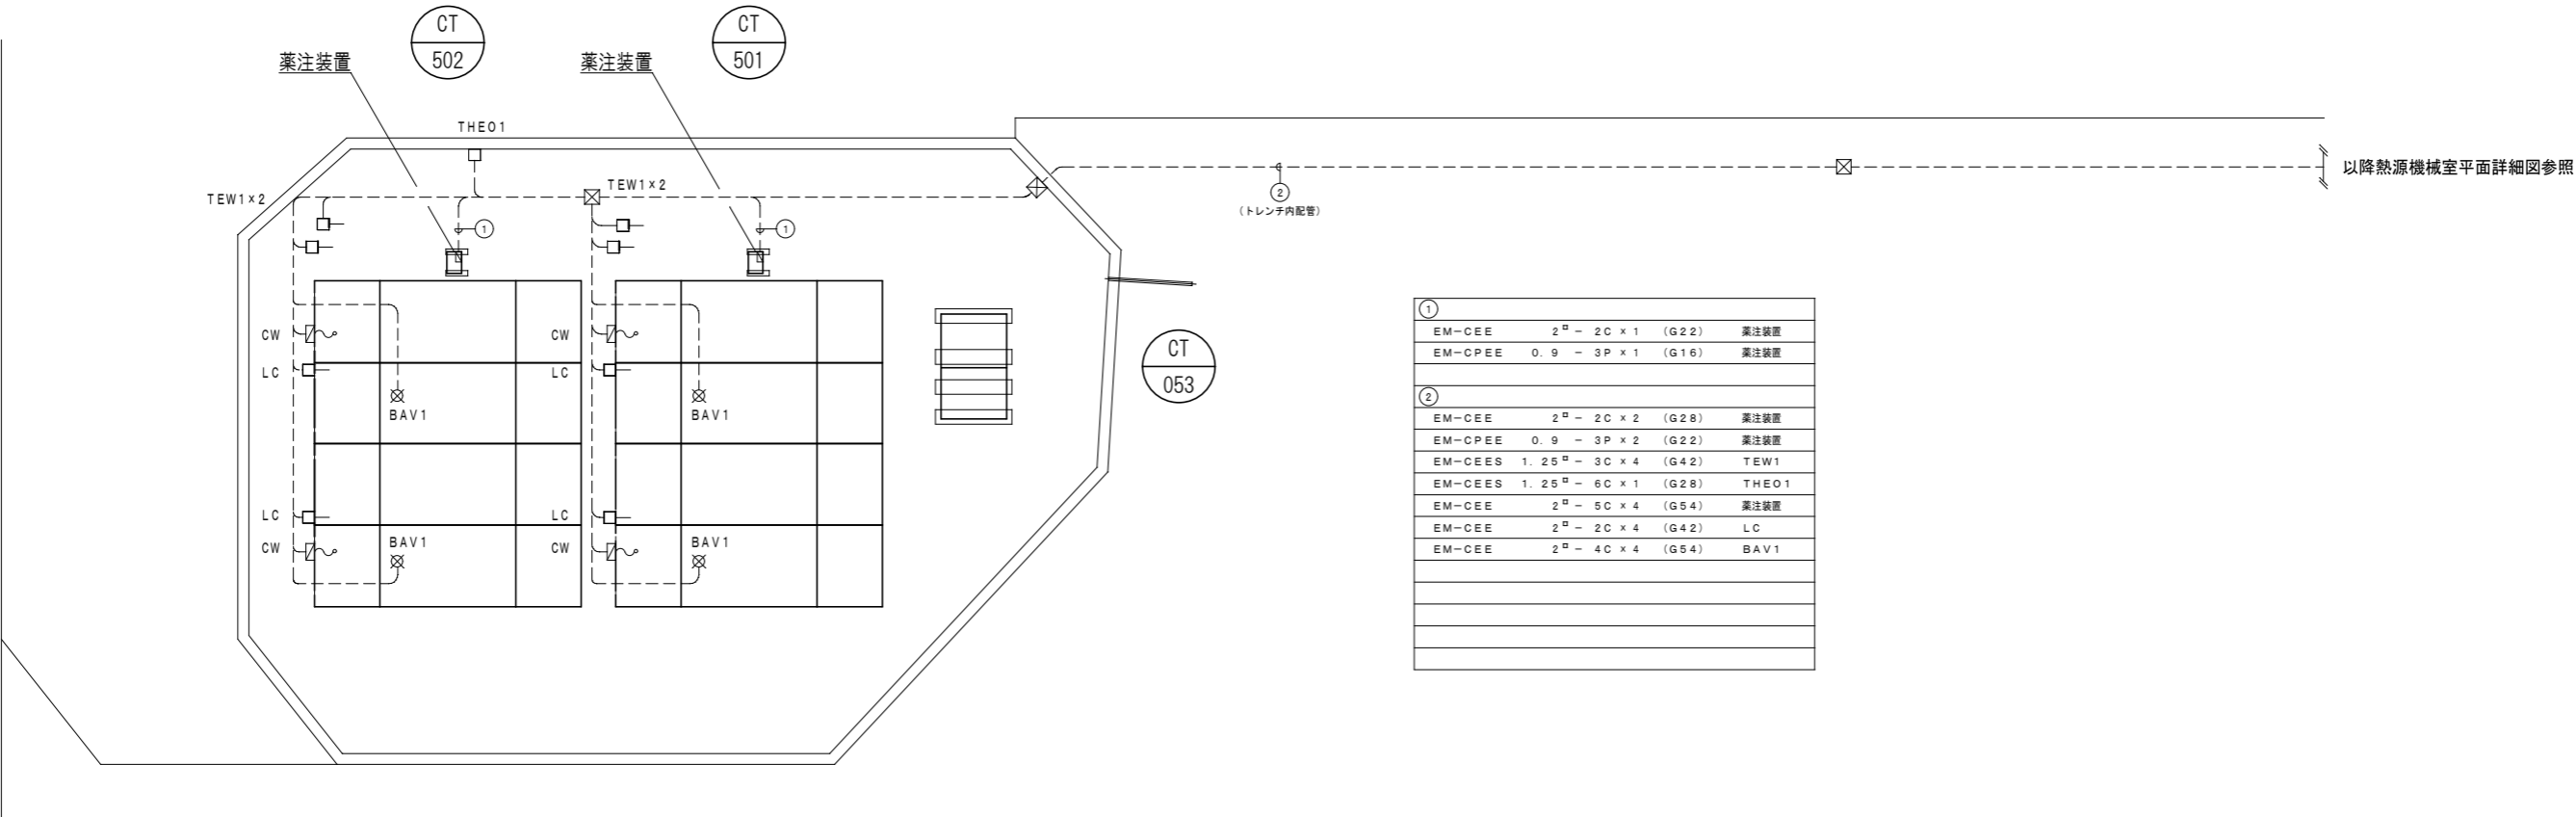 CT
502
CT
501
薬注装置
薬注装置
THEO1
以降熱源機械室平面詳細図参照
TEW1×2
TEW1×2
2
(トレンチ内配管)
1
1
CW
CW
LC
LC
BAV1
BAV1
CT
053
LC
LC
CW
BAV1
CW
BAV1
1
EM-CEE 2□ - 2C × 1 (G22) 薬注装置
EM-CPEE 0.9 - 3P × 1 (G16) 薬注装置
2
EM-CEE 2□ - 2C × 2 (G28) 薬注装置
EM-CPEE 0.9 - 3P × 2 (G22) 薬注装置
EM-CEES 1.25□ - 3C × 4 (G42) TEW1
EM-CEES 1.25□ - 6C × 1 (G28) THEO1
EM-CEE 2□ - 5C × 4 (G54) 薬注装置
EM-CEE 2□ - 2C × 4 (G42) LC
EM-CEE 2□ - 4C × 4 (G54) BAV1